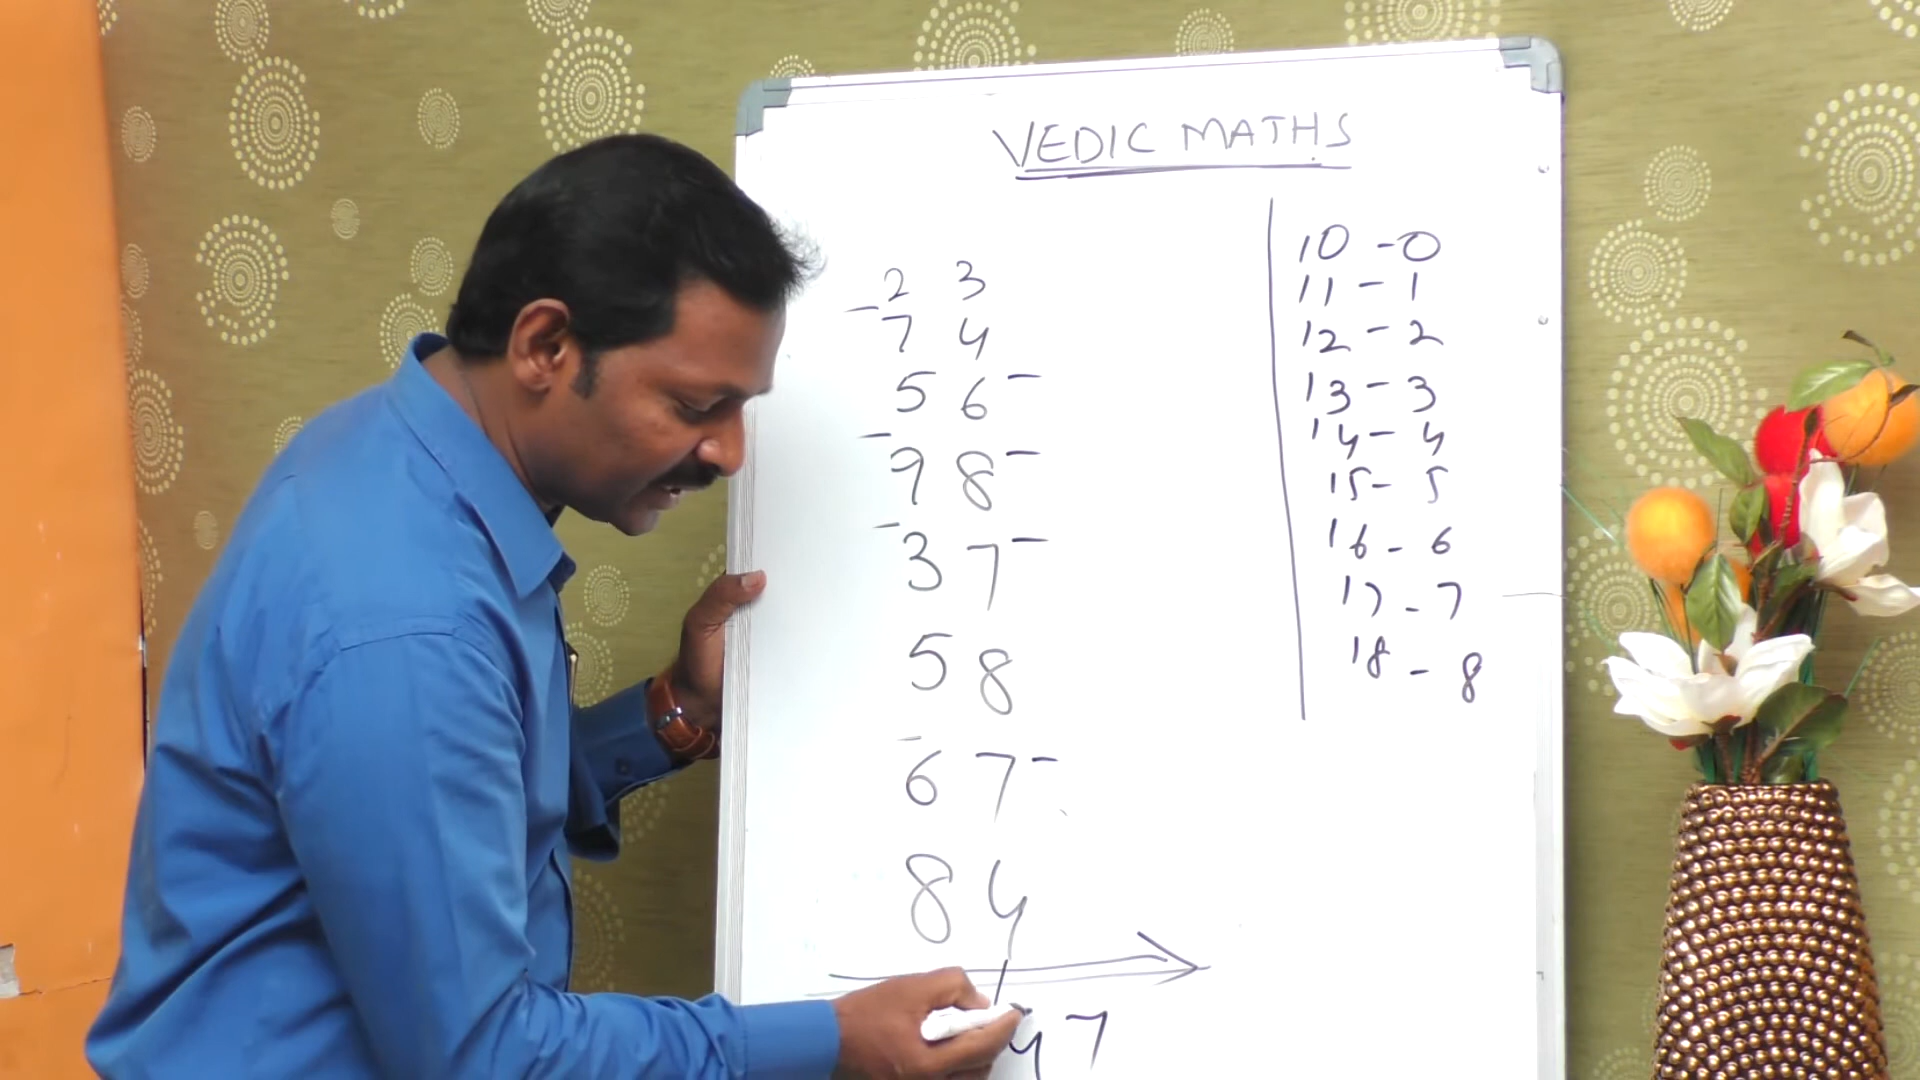 VEDIC MATHS
2 3
7 4
5 6
9 8
3 7
5 8
6 7
8 4
4 7
10 - 0
11 - 1
12 - 2
13 - 3
14 - 4
15 - 5
16 - 6
17 - 7
18 - 8